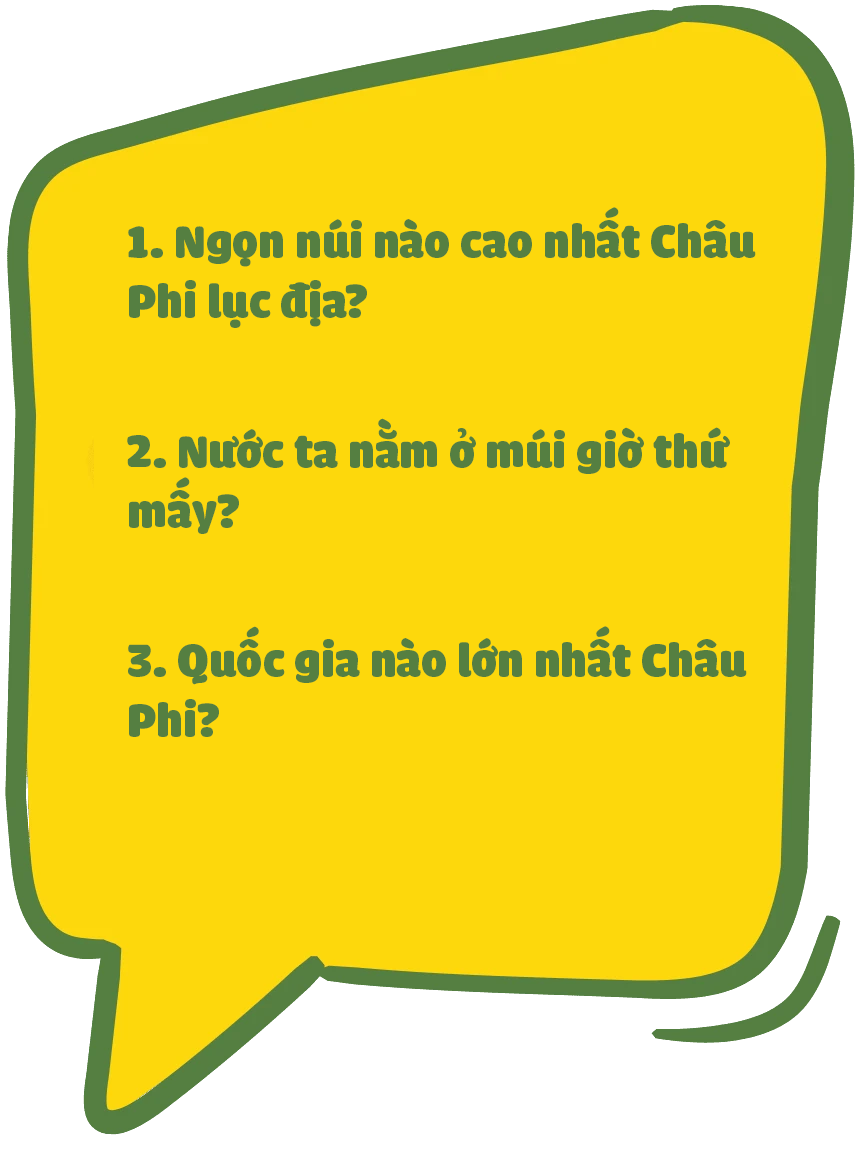 1. Ngọn núi nào cao nhất Châu
Phi lục địa?
2. Nước ta nằm ở múi giờ thứ
mấy?
3. Quốc gia nào lớn nhất Châu
Phi?